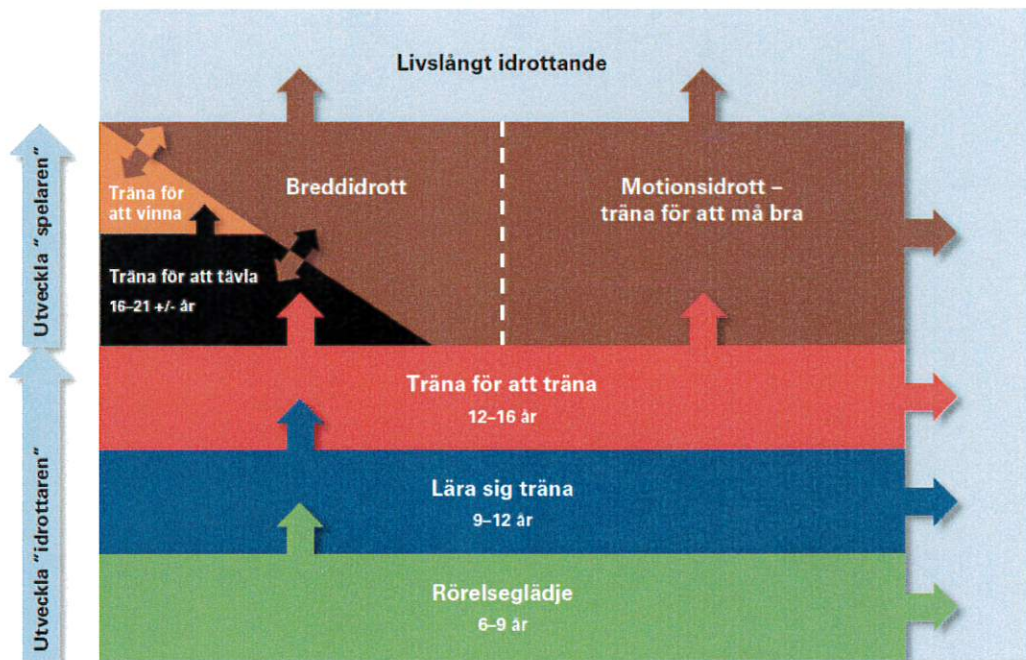 Livslångt idrottande
Utveckla "spelaren"
Träna för
att vinna
Breddidrott
Motionsidrott –
träna för att må bra
Träna för att tävla
16–21 +/- år
Utveckla "idrottaren"
Träna för att träna
12–16 år
Lära sig träna
9–12 år
Rörelseglädje
6–9 år